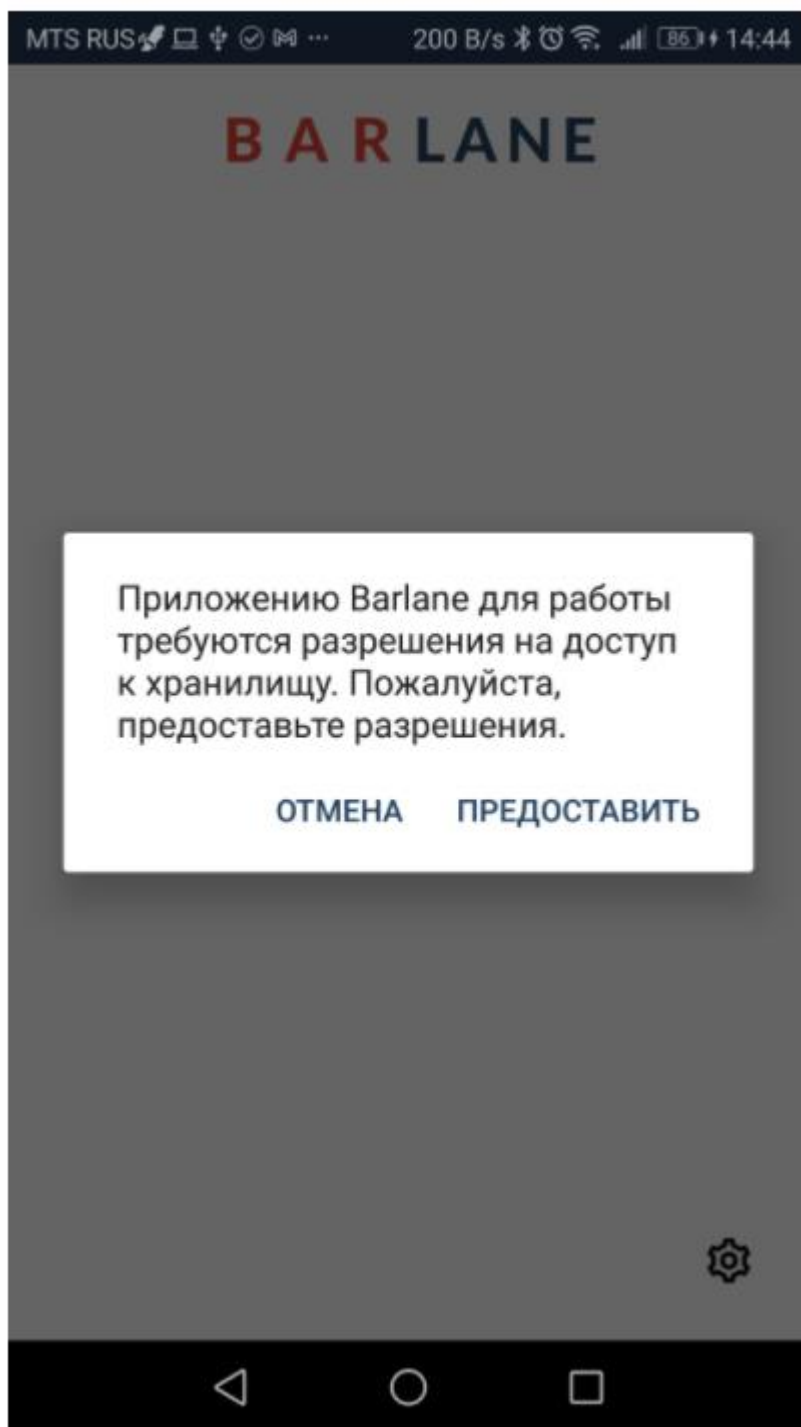 MTS RUS ... 200 B/s 86 14:44
BARLANE
Приложению Barlane для работы
требуются разрешения на доступ
к хранилищу. Пожалуйста,
предоставьте разрешения.
ОТМЕНА ПРЕДОСТАВИТЬ